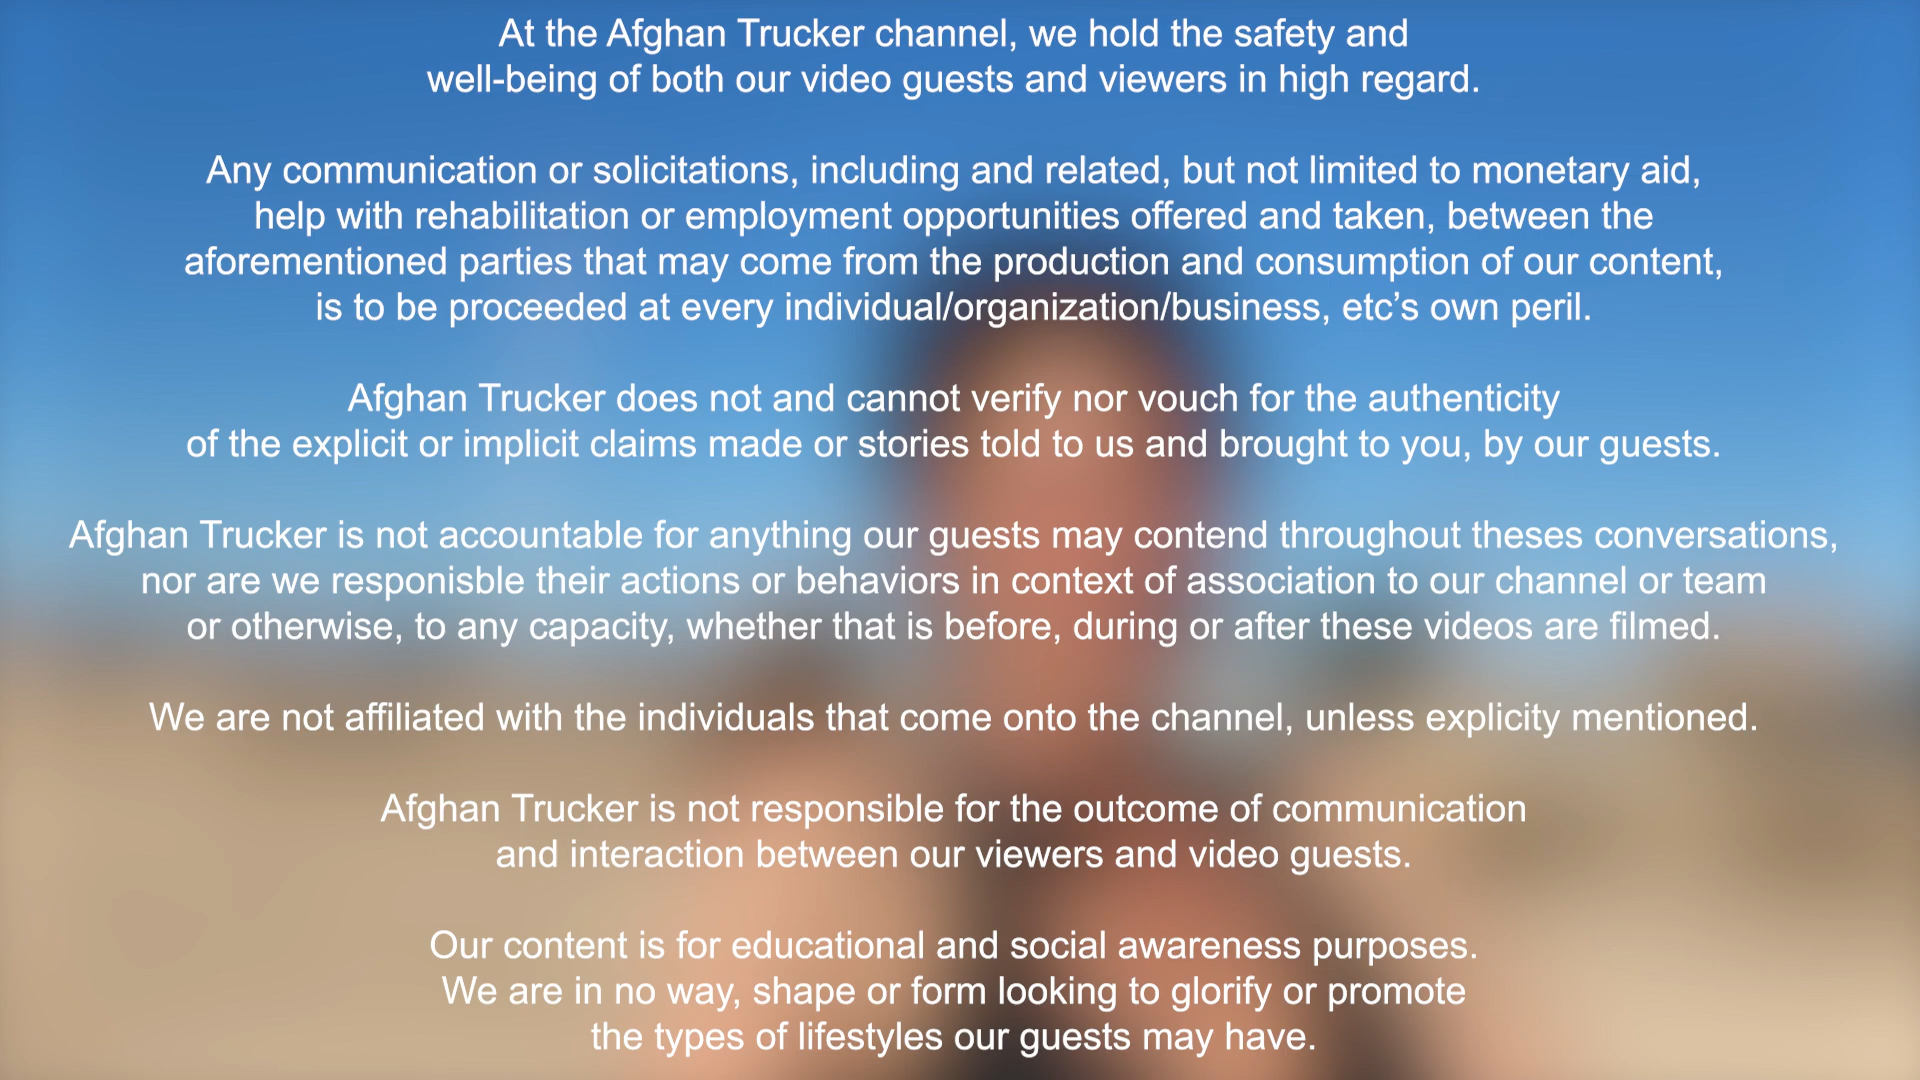 At the Afghan Trucker channel, we hold the safety and
well-being of both our video guests and viewers in high regard.
Any communication or solicitations, including and related, but not limited to monetary aid,
help with rehabilitation or employment opportunities offered and taken, between the
aforementioned parties that may come from the production and consumption of our content,
is to be proceeded at every individual/organization/business, etc’s own peril.
Afghan Trucker does not and cannot verify nor vouch for the authenticity
of the explicit or implicit claims made or stories told to us and brought to you, by our guests.
Afghan Trucker is not accountable for anything our guests may contend throughout theses conversations,
nor are we responisble their actions or behaviors in context of association to our channel or team
or otherwise, to any capacity, whether that is before, during or after these videos are filmed.
We are not affiliated with the individuals that come onto the channel, unless explicity mentioned.
Afghan Trucker is not responsible for the outcome of communication
and interaction between our viewers and video guests.
Our content is for educational and social awareness purposes.
We are in no way, shape or form looking to glorify or promote
the types of lifestyles our guests may have.